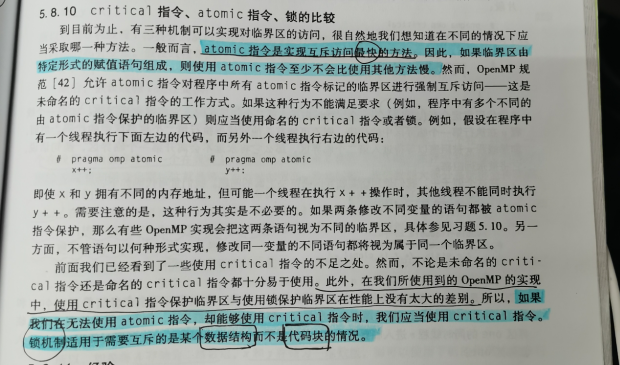 5.8.10 critical 指令、atomic 指令、锁的比较
到目前为止，有三种机制可以实现对临界区的访问，很自然地我们想知道在不同的情况下应
当采取哪一种方法。一般而言，atomic 指令是实现互斥访问最快的方法。因此，如果临界区由
特定形式的赋值语句组成，则使用 atomic 指令至少不会比使用其他方法慢。然而，OpenMP 规
范 [42] 允许 atomic 指令对程序中所有 atomic 指令标记的临界区进行强制互斥访问——这是
未命名的 critical 指令的工作方式。如果这种行为不能满足要求（例如，程序中有多个不同的
由 atomic 指令保护的临界区）则应当使用命名的 critical 指令或者锁。例如，假设在程序中
有一个线程执行下面左边的代码，而另外一个线程执行右边的代码：
# pragma omp atomic # pragma omp atomic
x++; y++;
即使 x 和 y 拥有不同的内存地址，但可能一个线程在执行 x + + 操作时，其他线程不能同时执行
y + + 。需要注意的是，这种行为其实是不必要的。如果两条修改不同变量的语句都被 atomic
指令保护，那么有些 OpenMP 实现会把这两条语句视为不同的临界区，具体参见习题 5.10。另一
方面，不管语句以何种形式实现，修改同一变量的不同语句都将视为属于同一个临界区。
前面我们已经看到了一些使用 critical 指令的不足之处。然而，不论是未命名的 criti-
cal 指令还是命名的 critical 指令都十分易于使用。此外，在我们所具体使用到的 OpenMP 的实现
中，使用 critical 指令保护临界区与使用锁保护临界区在性能上没有太大的差别。所以，如果
我们在无法使用 atomic 指令，却能够使用 critical 指令时，我们应当使用 critical 指令。
锁机制适用于需要互斥的是某个数据结构而不是代码块的情况。